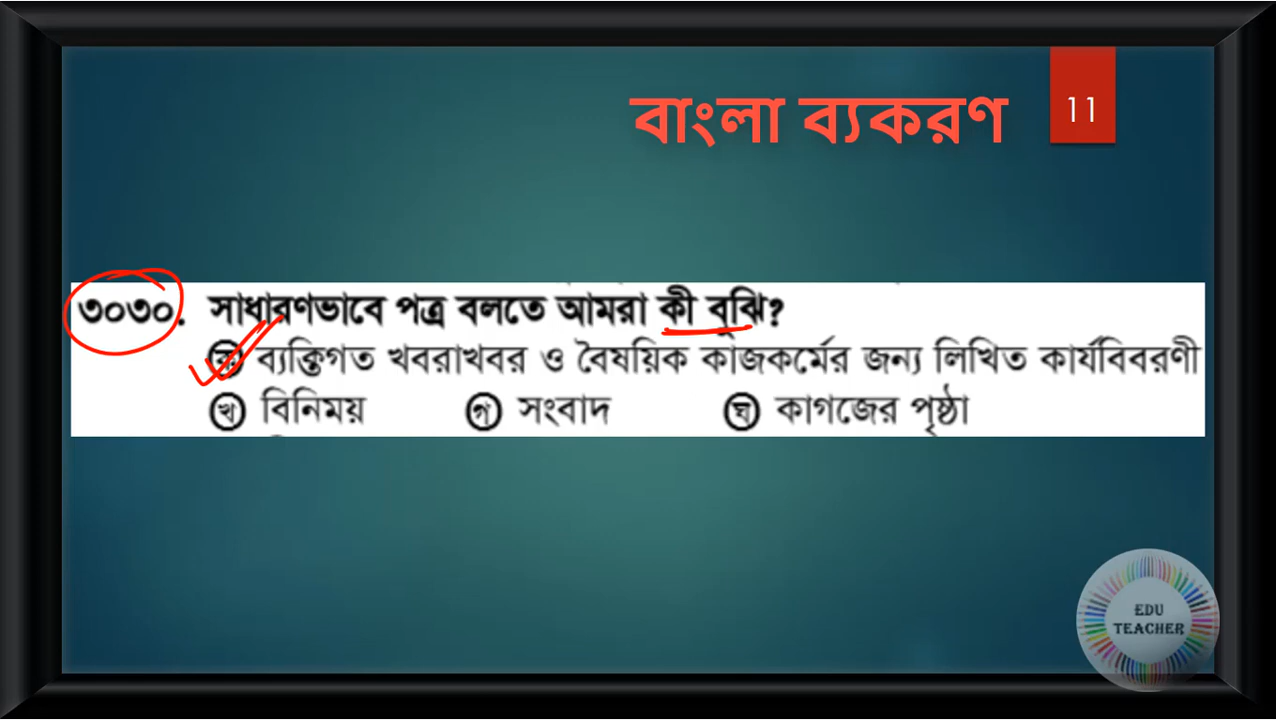 বাংলা ব্যকরণ
11
৩০৩০. সাধারণভাবে পত্র বলতে আমরা কী বুঝি?
ক ব্যক্তিগত খবরাখবর ও বৈষয়িক কাজকর্মের জন্য লিখিত কার্যবিবরণী
খ বিনিময় গ সংবাদ ঘ কাগজের পৃষ্ঠা
EDU
TEACHER